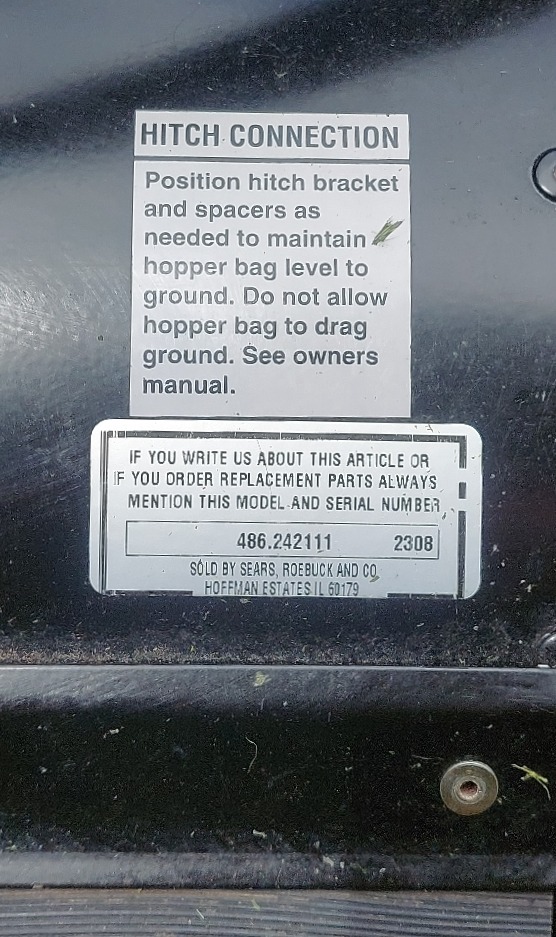 HITCH CONNECTION
Position hitch bracket
and spacers as
needed to maintain
hopper bag level to
ground. Do not allow
hopper bag to drag
ground. See owners
manual.
IF YOU WRITE US ABOUT THIS ARTICLE OR
IF YOU ORDER REPLACEMENT PARTS ALWAYS
MENTION THIS MODEL AND SERIAL NUMBER
486.242111 2308
SOLD BY SEARS, ROEBUCK AND CO
HOFFMAN ESTATES IL 60179